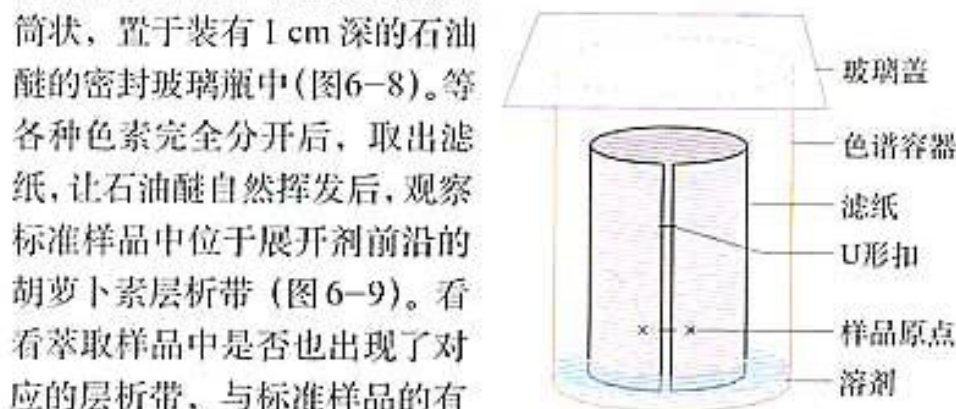 筒状，置于装有1 cm深的石油
醚的密封玻璃瓶中(图6-8)。等
各种色素完全分开后，取出滤
纸，让石油醚自然挥发后，观察
标准样品中位于展开剂前沿的
胡萝卜素层析带（图6-9）。看
看萃取样品中是否也出现了对
应的层析带，与标准样品的有
玻璃盖
色谱容器
滤纸
U形扣
样品原点
溶剂